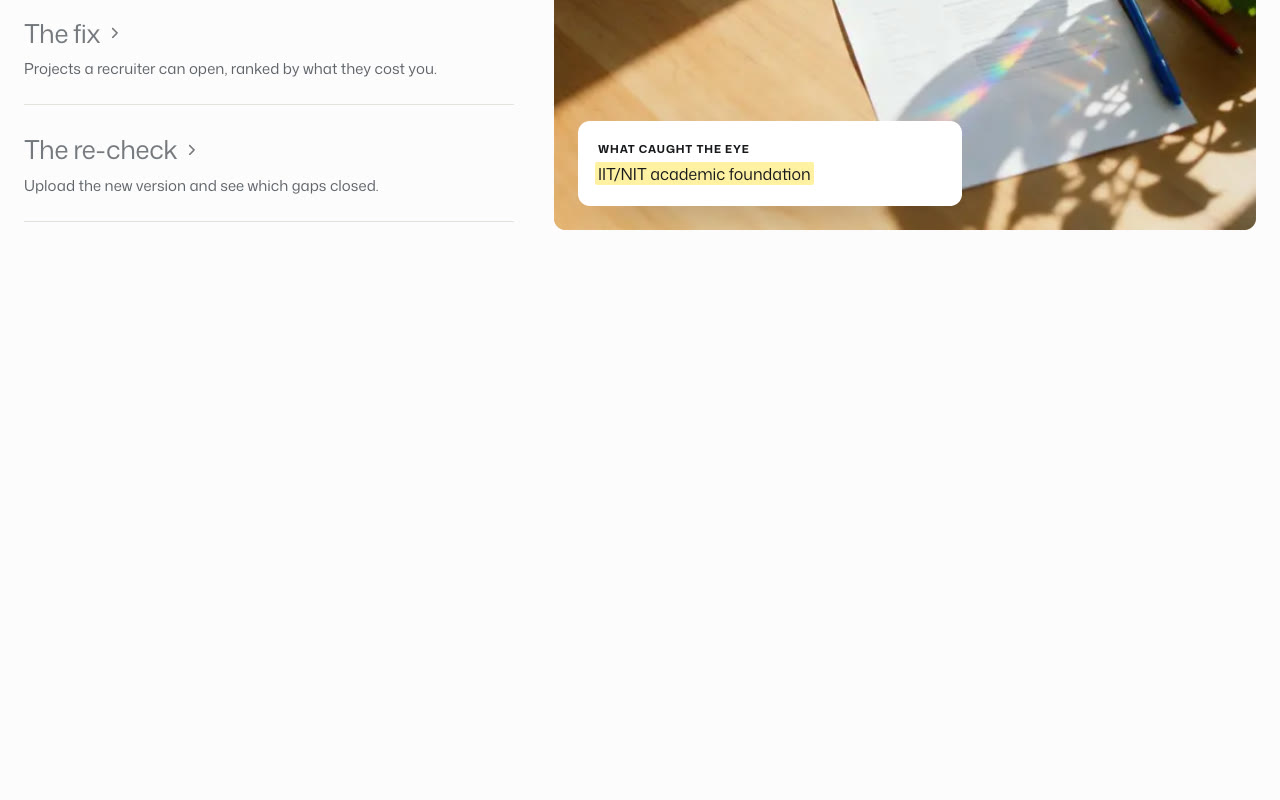 The fix
Projects a recruiter can open, ranked by what they cost you.
The re-check
Upload the new version and see which gaps closed.
WHAT CAUGHT THE EYE
IIT/NIT academic foundation